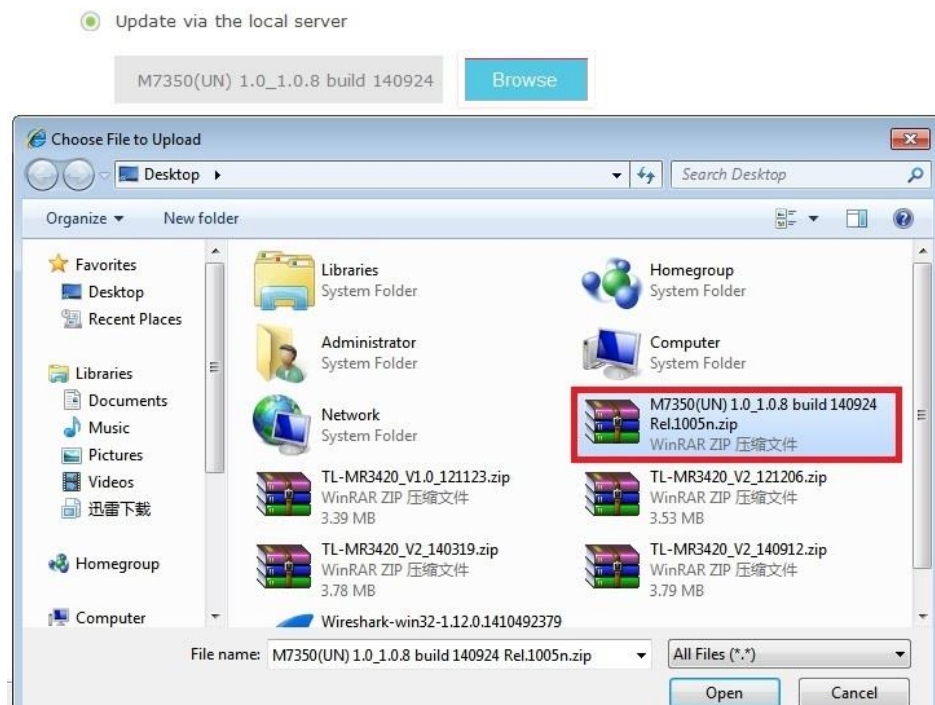 Update via the local server
M7350(UN) 1.0_1.0.8 build 140924
Browse
Choose File to Upload
Desktop
Search Desktop
Organize
New folder
Favorites
Desktop
Recent Places
Libraries
Documents
Music
Pictures
Videos
迅雷下载
Homegroup
Computer
Libraries
System Folder
Homegroup
System Folder
Administrator
System Folder
Computer
System Folder
Network
System Folder
M7350(UN) 1.0_1.0.8 build 140924
Rel.1005n.zip
WinRAR ZIP 压缩文件
TL-MR3420_V1.0_121123.zip
WinRAR ZIP 压缩文件
3.39 MB
TL-MR3420_V2_121206.zip
WinRAR ZIP 压缩文件
3.53 MB
TL-MR3420_V2_140319.zip
WinRAR ZIP 压缩文件
3.78 MB
TL-MR3420_V2_140912.zip
WinRAR ZIP 压缩文件
3.79 MB
Wireshark-win32-1.12.0.1410492379
File name:
M7350(UN) 1.0_1.0.8 build 140924 Rel.1005n.zip
All Files (*.*)
Open
Cancel